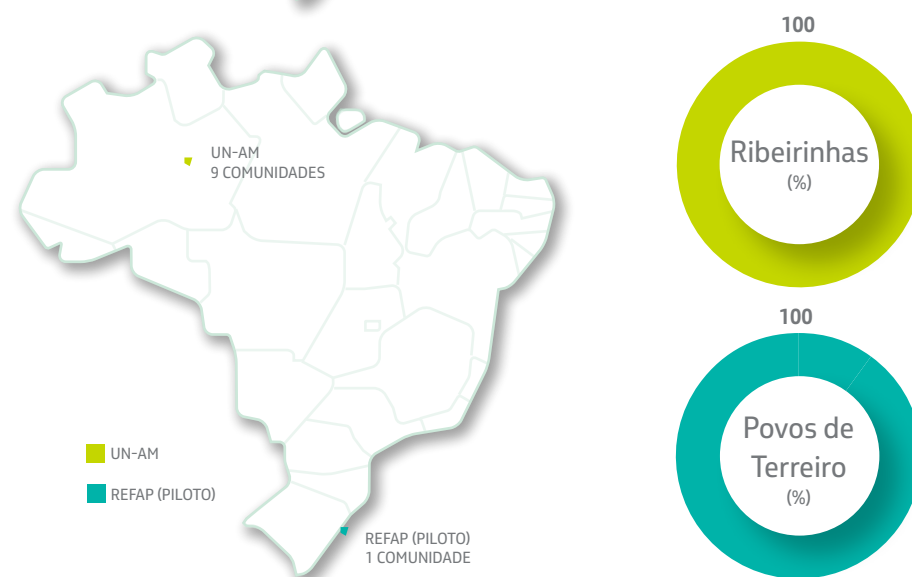 UN-AM
9 COMUNIDADES
UN-AM
REFAP (PILOTO)
REFAP (PILOTO)
1 COMUNIDADE
100
Ribeirinhas
(%)
100
Povos de
Terreiro
(%)